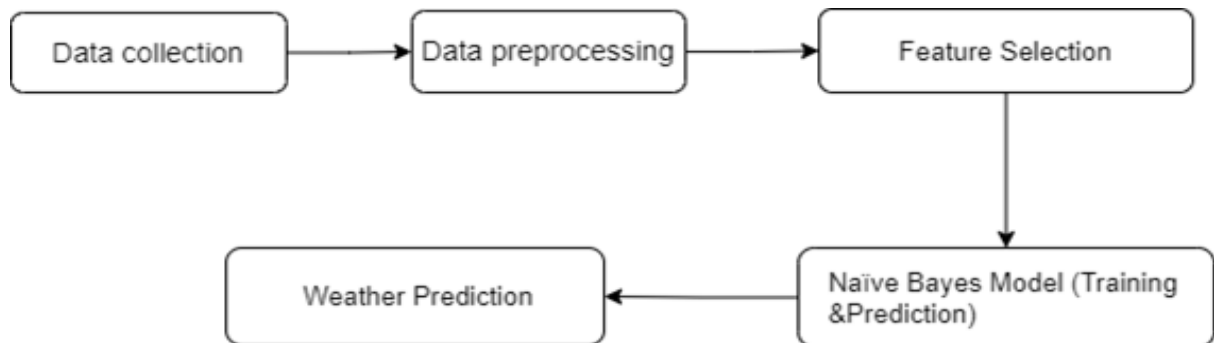 Data collection
Data preprocessing
Feature Selection
Naïve Bayes Model (Training
&Prediction)
Weather Prediction